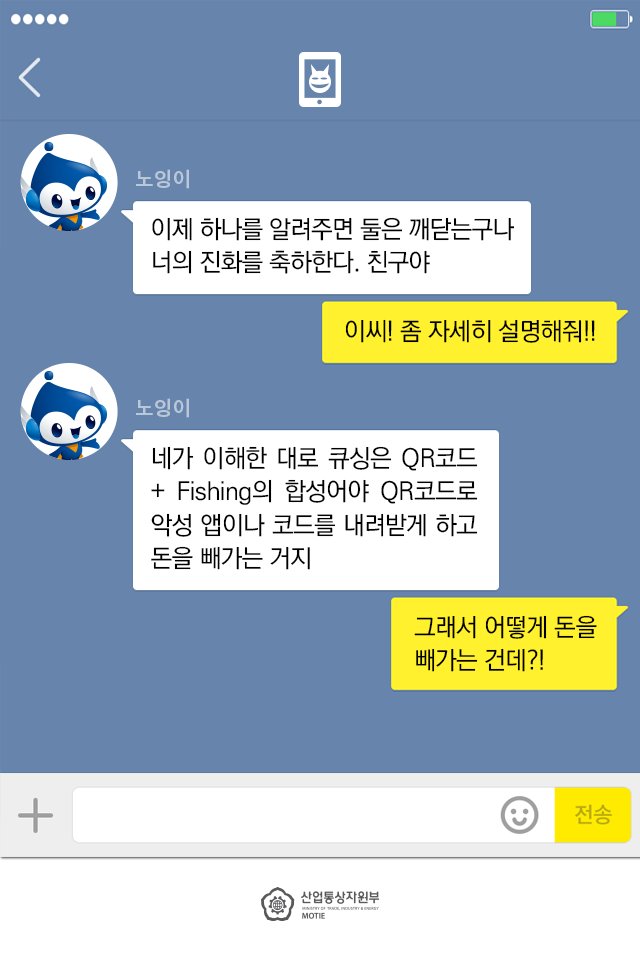 노잉이
이제 하나를 알려주면 둘은 깨닫는구나
너의 진화를 축하한다. 친구야
이씨! 좀 자세히 설명해줘!!
노잉이
네가 이해한 대로 큐싱은 QR코드
+ Fishing의 합성어야 QR코드로
악성 앱이나 코드를 내려받게 하고
돈을 빼가는 거지
그래서 어떻게 돈을
빼가는 건데?!
전송
산업통상자원부
MINISTRY OF TRADE, INDUSTRY & ENERGY
MOTIE